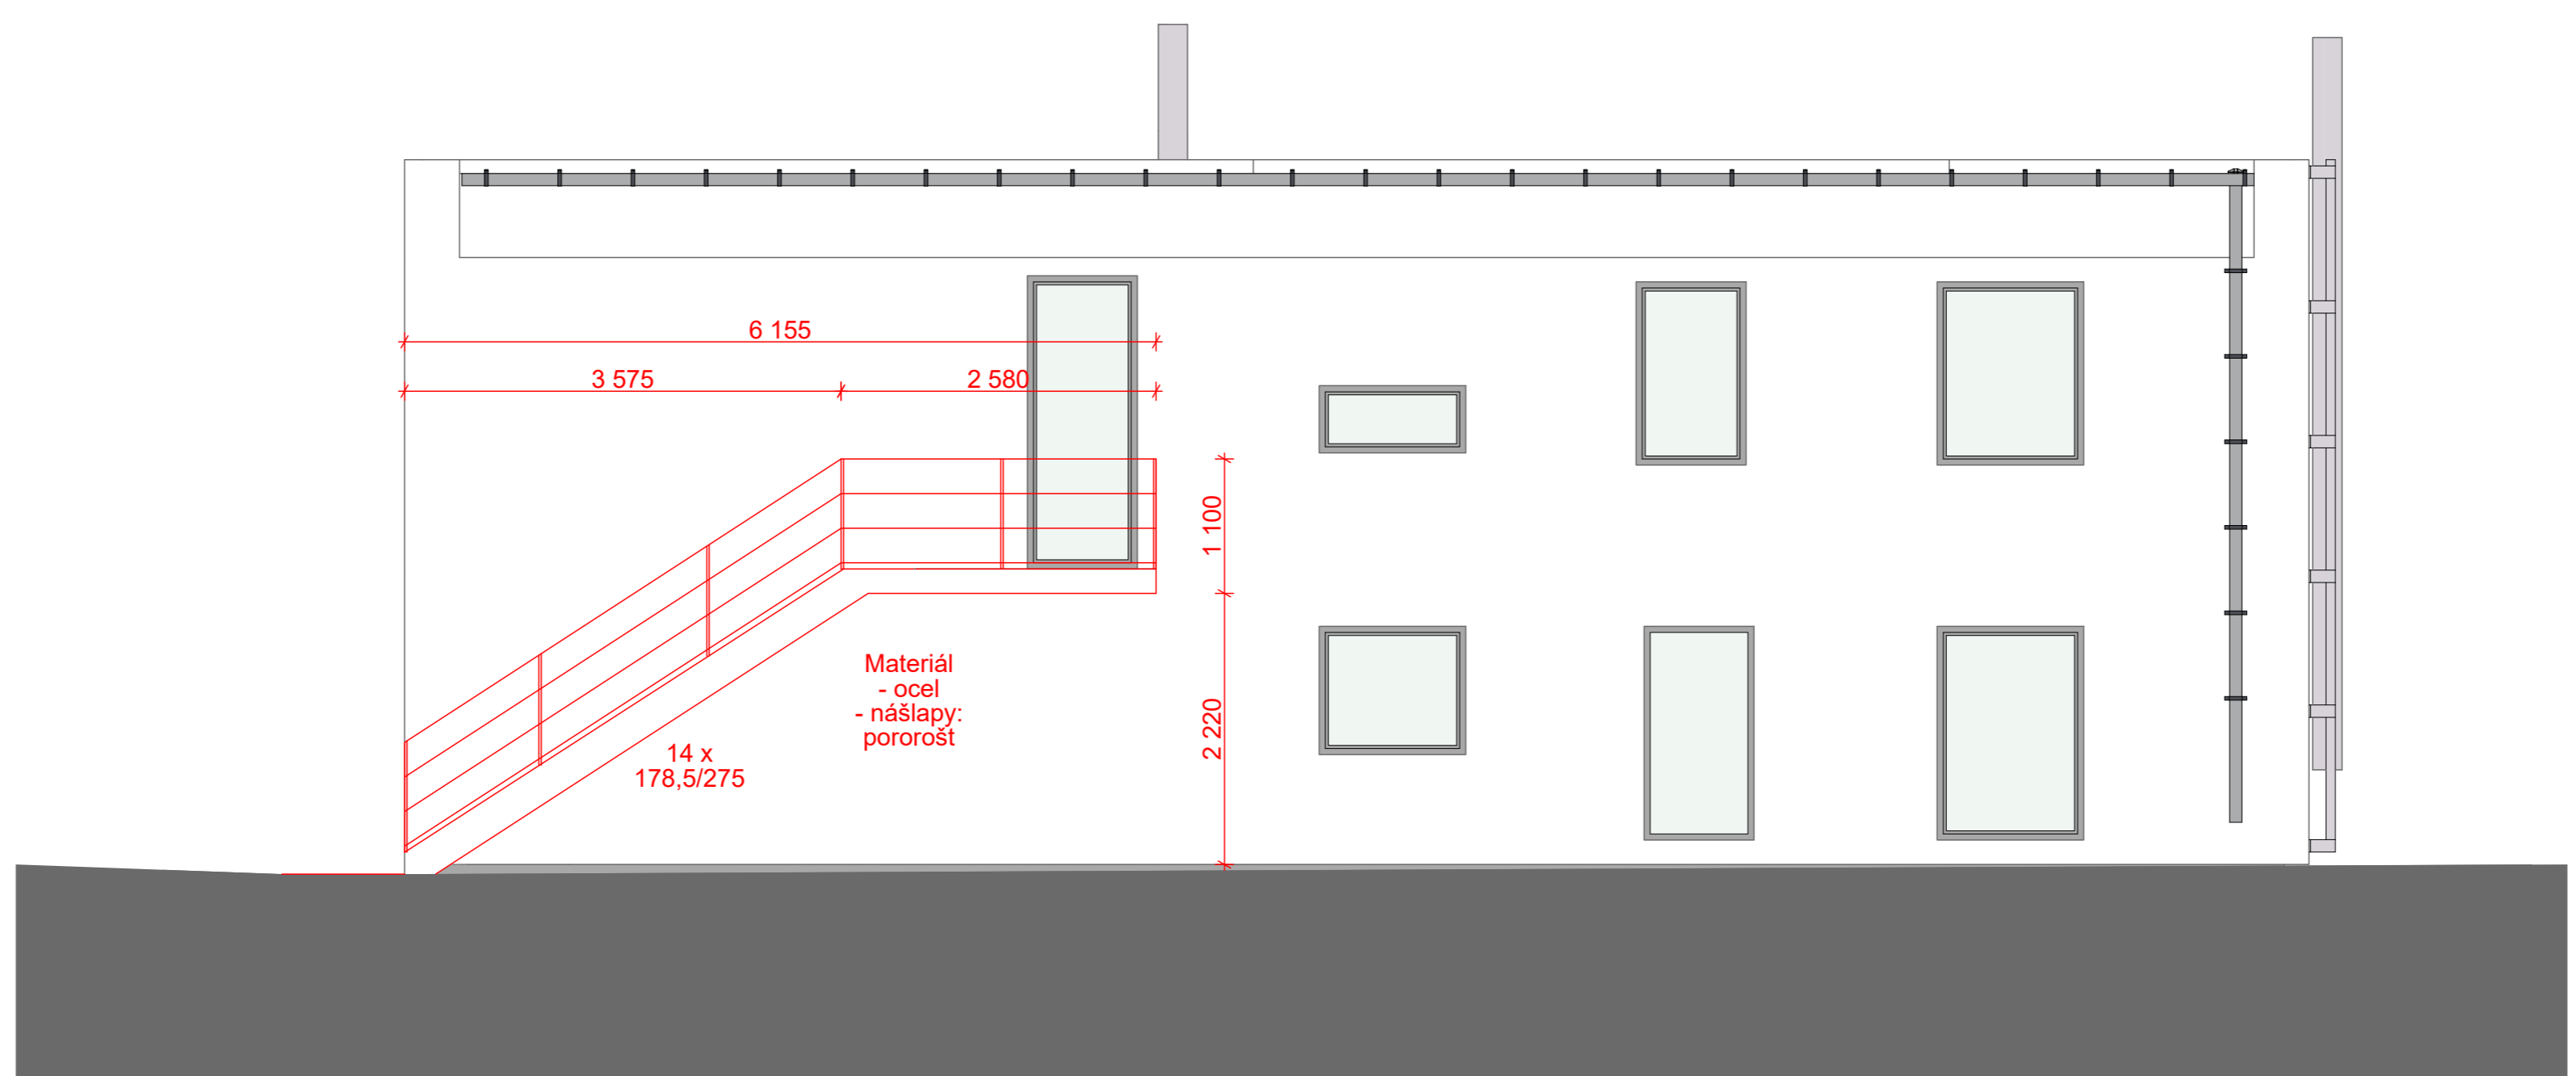 6 155
3 575
2 580
1 100
Materiál
- ocel
- nášlapy:
pororošt
2 220
14 x
178,5/275